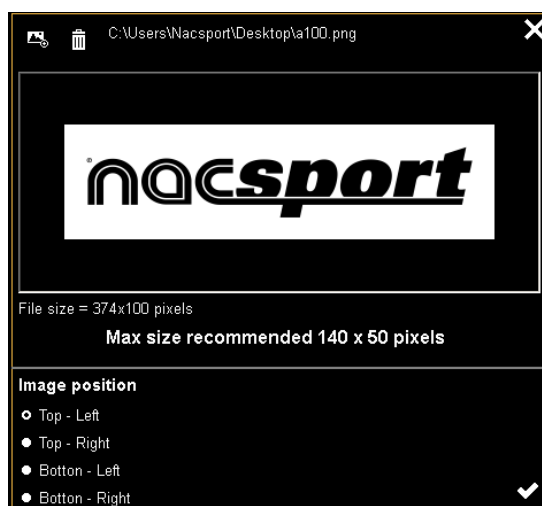 C:\Users\Nacsport\Desktop\a100.png
nacsport
File size = 374x100 pixels
Max size recommended 140 x 50 pixels
Image position
Top - Left
Top - Right
Botton - Left
Botton - Right